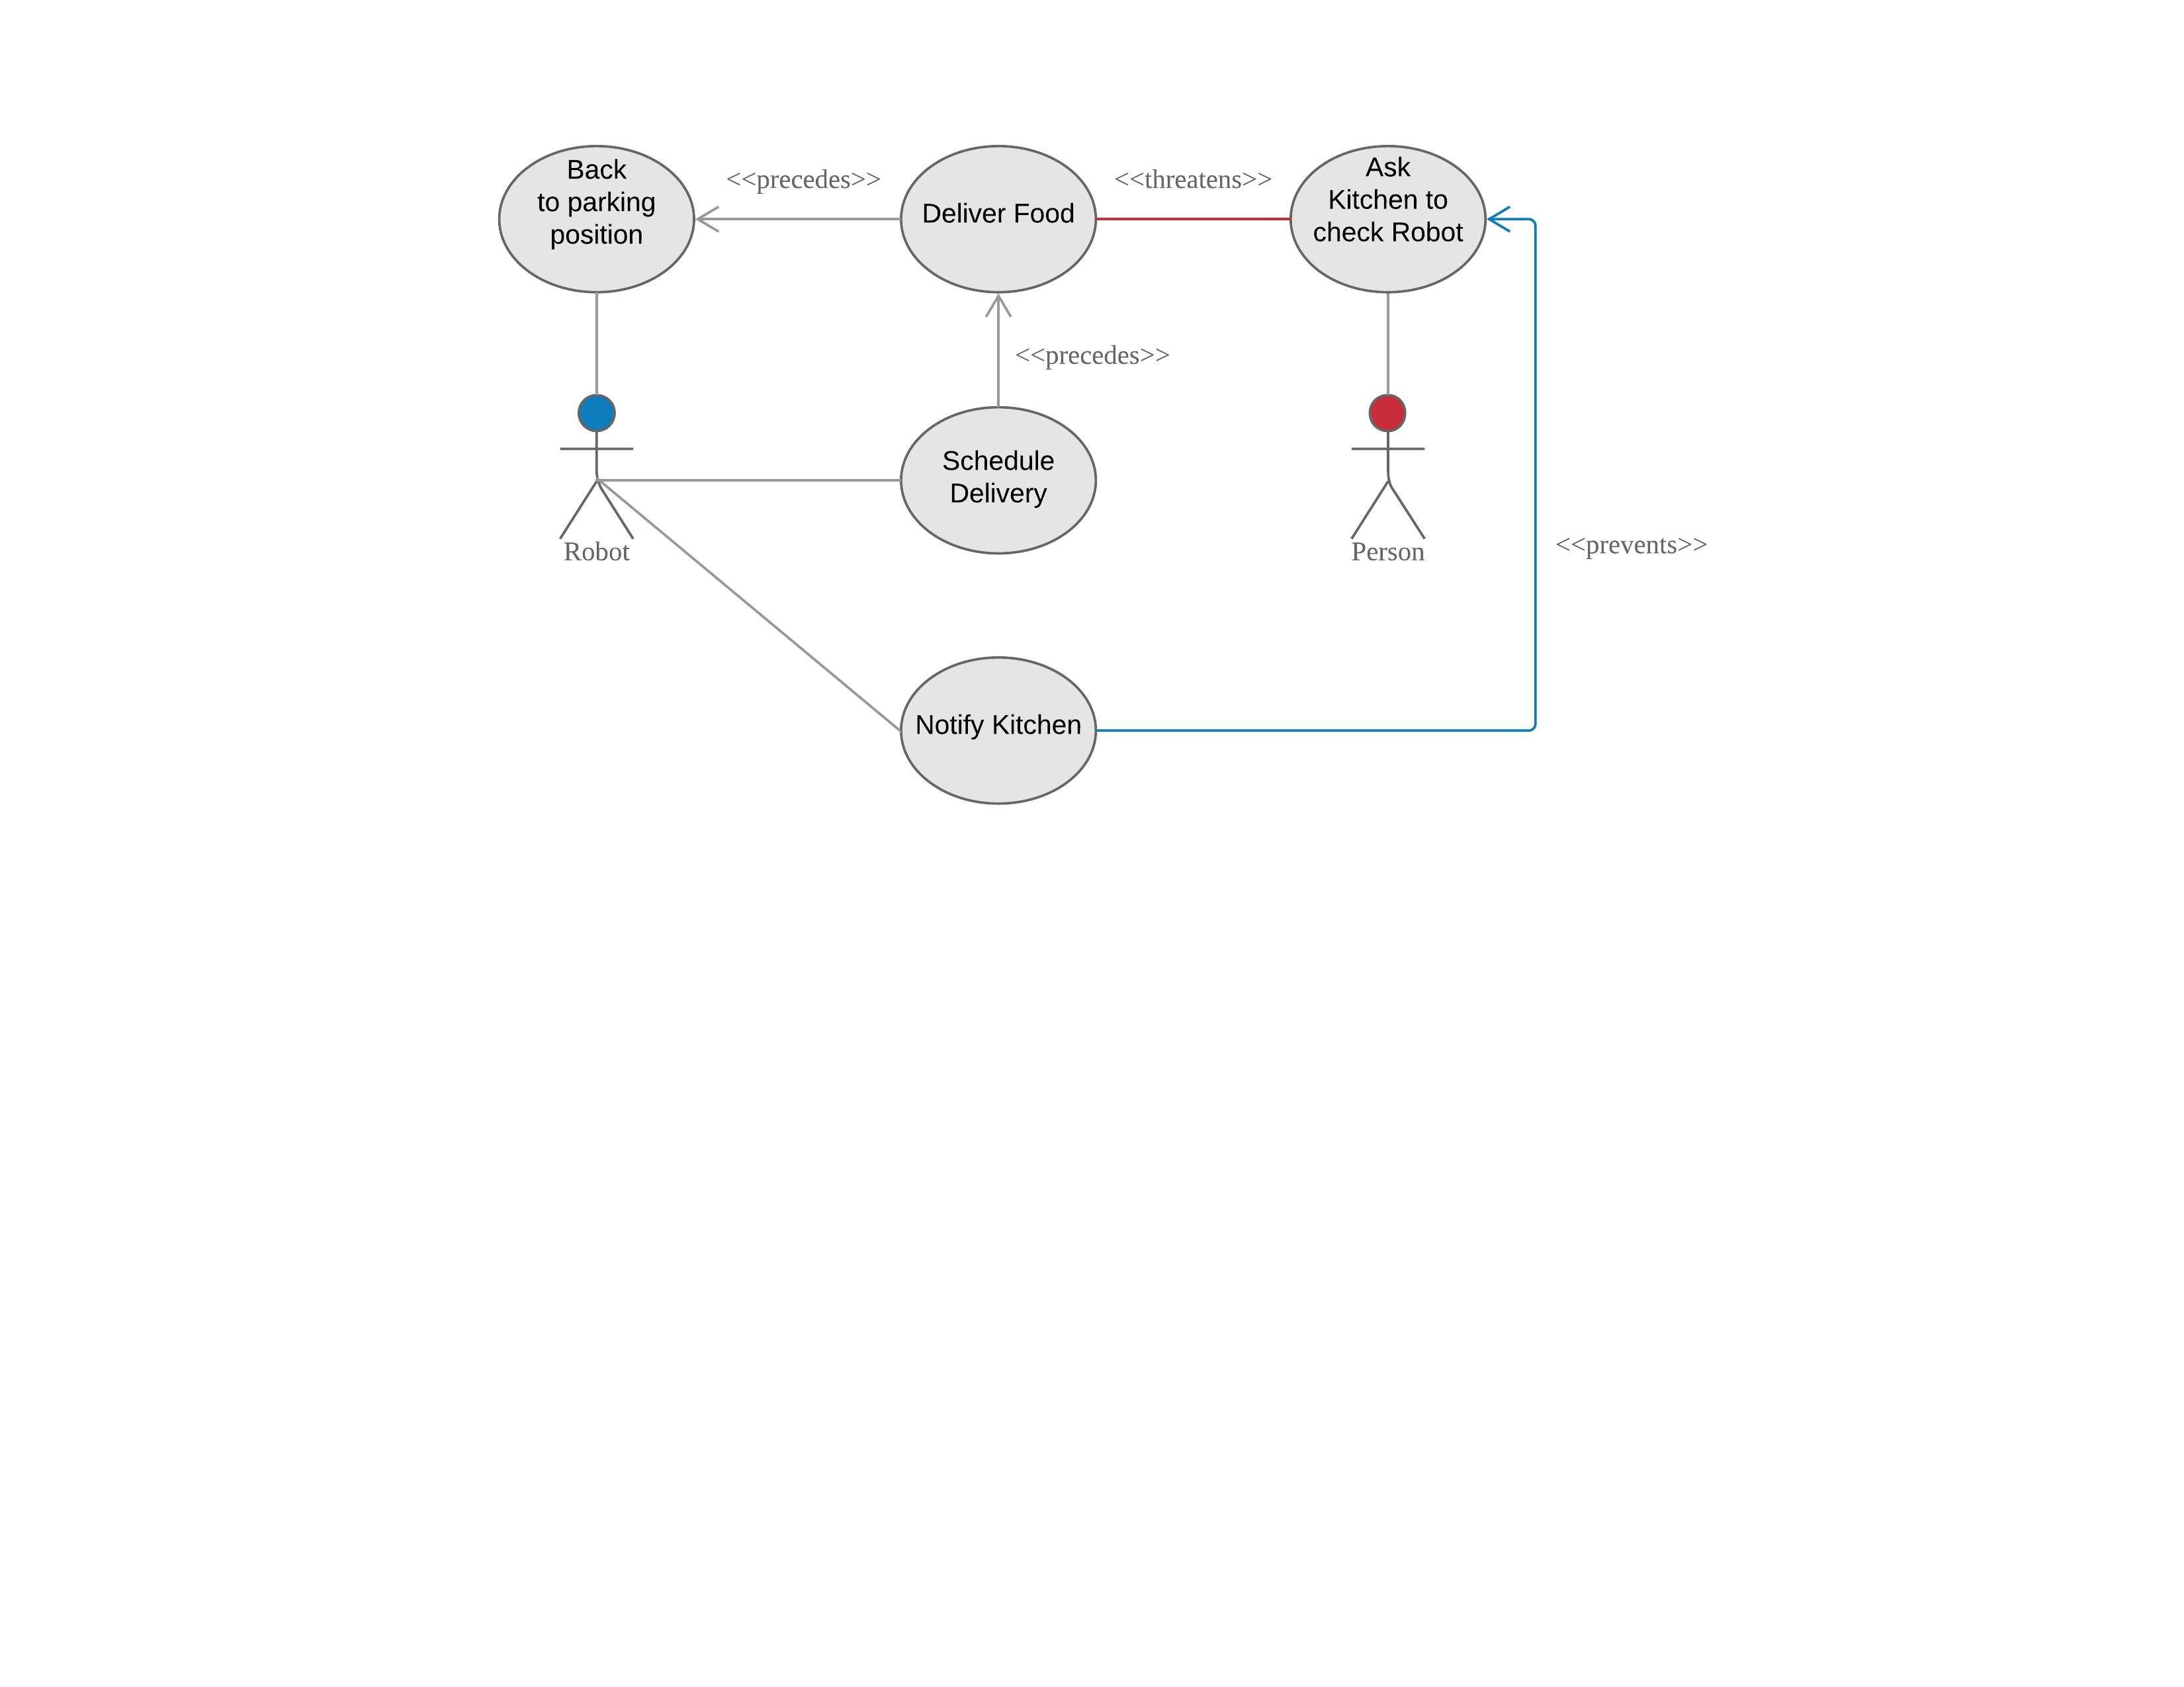 Back
to parking
position
<<precedes>>
Deliver Food
<<threatens>>
Ask
Kitchen to
check Robot
<<precedes>>
Schedule
Delivery
Robot
Person
<<prevents>>
Notify Kitchen